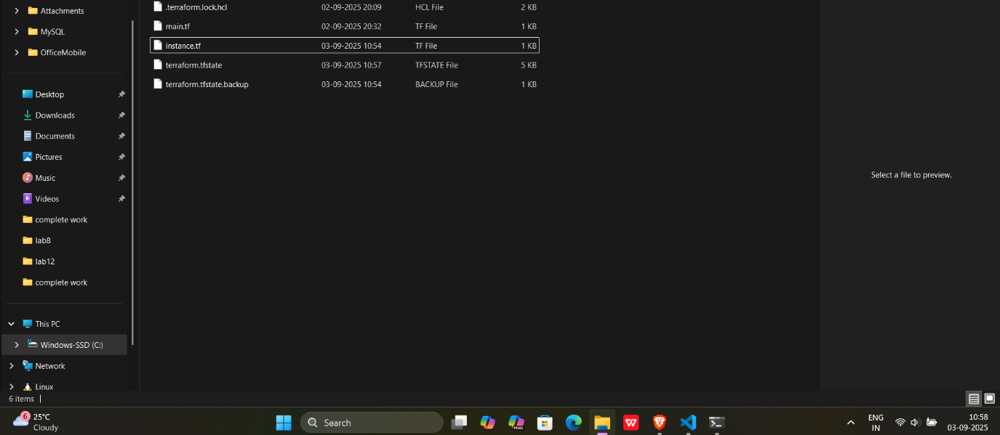 Attachments
MySQL
OfficeMobile
Desktop
Downloads
Documents
Pictures
Music
Videos
complete work
lab8
lab12
complete work
This PC
Windows-SSD (C:)
Network
Linux
.terraform.lock.hcl 02-09-2025 20:09 HCL File 2 KB
main.tf 02-09-2025 20:32 TF File 1 KB
instance.tf 03-09-2025 10:54 TF File 1 KB
terraform.tfstate 03-09-2025 10:57 TFSTATE File 5 KB
terraform.tfstate.backup 03-09-2025 10:54 BACKUP File 1 KB
Select a file to preview.
6 items
6
25°C
Cloudy
Search
M365
W
ENG
IN
10:58
03-09-2025